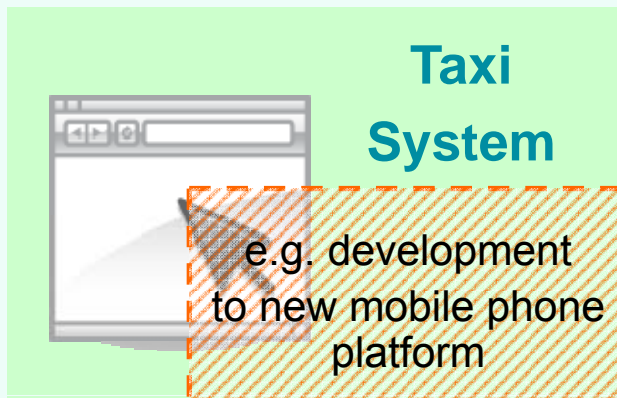 Taxi
System
e.g. development
to new mobile phone
platform